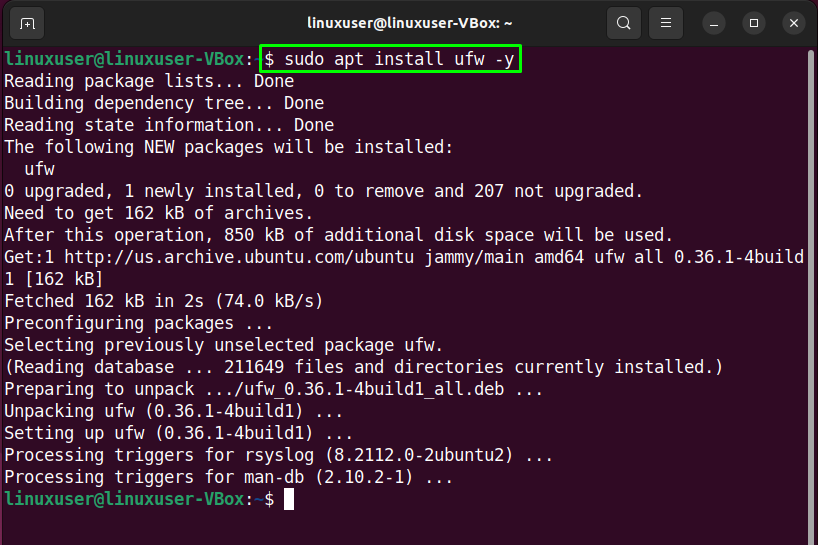 linuxuser@linuxuser-VBox: ~
linuxuser@linuxuser-VBox:~$ sudo apt install ufw -y
Reading package lists... Done
Building dependency tree... Done
Reading state information... Done
The following NEW packages will be installed:
  ufw
0 upgraded, 1 newly installed, 0 to remove and 207 not upgraded.
Need to get 162 kB of archives.
After this operation, 850 kB of additional disk space will be used.
Get:1 http://us.archive.ubuntu.com/ubuntu jammy/main amd64 ufw all 0.36.1-4build
1 [162 kB]
Fetched 162 kB in 2s (74.0 kB/s)
Preconfiguring packages ...
Selecting previously unselected package ufw.
(Reading database ... 211649 files and directories currently installed.)
Preparing to unpack .../ufw_0.36.1-4build1_all.deb ...
Unpacking ufw (0.36.1-4build1) ...
Setting up ufw (0.36.1-4build1) ...
Processing triggers for rsyslog (8.2112.0-2ubuntu2) ...
Processing triggers for man-db (2.10.2-1) ...
linuxuser@linuxuser-VBox:~$